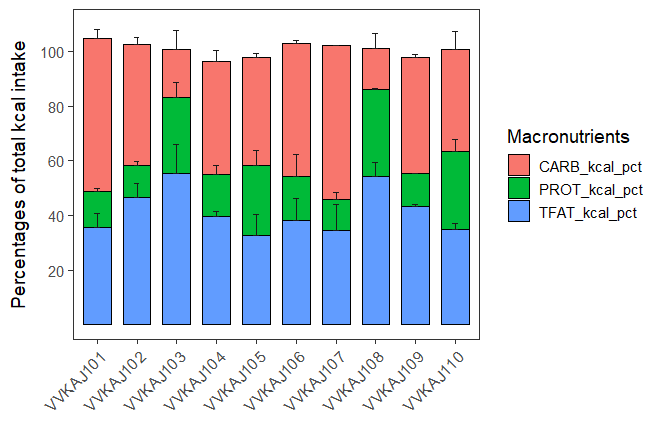 Percentages of total kcal intake
100
80
60
40
20
VVKAJ101
VVKAJ102
VVKAJ103
VVKAJ104
VVKAJ105
VVKAJ106
VVKAJ107
VVKAJ108
VVKAJ109
VVKAJ110
Macronutrients
CARB_kcal_pct
PROT_kcal_pct
TFAT_kcal_pct